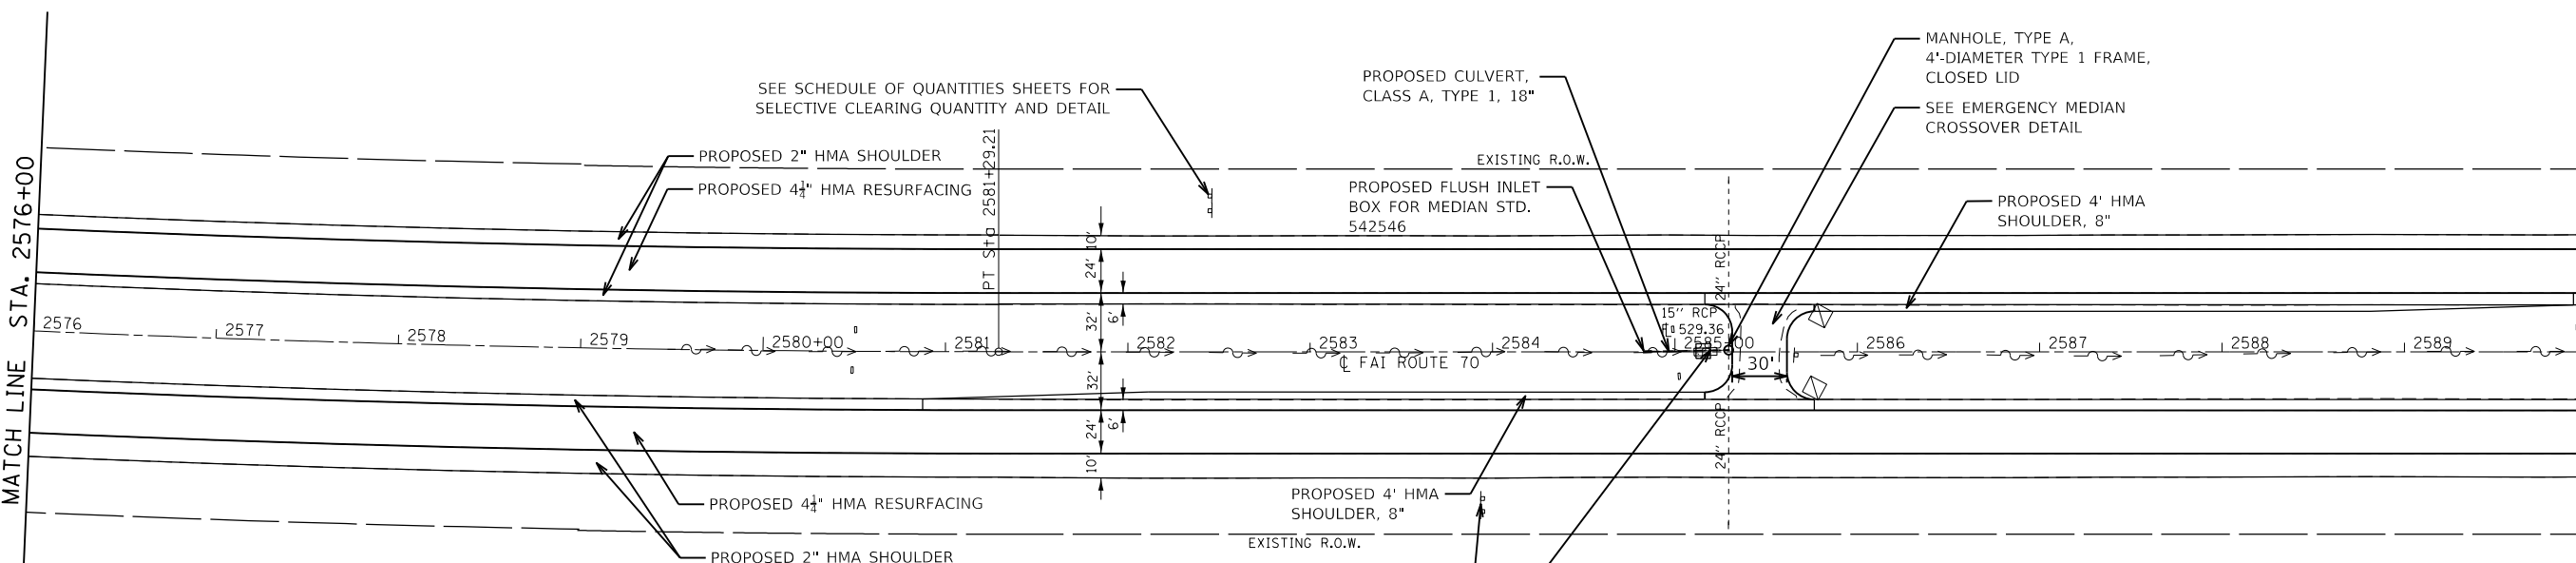 MATCH LINE STA. 2576+00
SEE SCHEDULE OF QUANTITIES SHEETS FOR
SELECTIVE CLEARING QUANTITY AND DETAIL
PROPOSED 2" HMA SHOULDER
PROPOSED 4¼" HMA RESURFACING
PT Sta 2581+29.21
PROPOSED CULVERT,
CLASS A, TYPE 1, 18"
EXISTING R.O.W.
PROPOSED FLUSH INLET
BOX FOR MEDIAN STD.
542546
MANHOLE, TYPE A,
4'-DIAMETER TYPE 1 FRAME,
CLOSED LID
SEE EMERGENCY MEDIAN
CROSSOVER DETAIL
PROPOSED 4' HMA
SHOULDER, 8"
10'
24'
32'
6'
32'
6'
24'
10'
24" RCP
15" RCP
529.36
2576
2577
2578
2579
2580+00
2581
2582
2583
2584
2585+00
2586
2587
2588
2589
℄ FAI ROUTE 70
30'
24" RCP
PROPOSED 4' HMA
SHOULDER, 8"
PROPOSED 4¼" HMA RESURFACING
PROPOSED 2" HMA SHOULDER
EXISTING R.O.W.